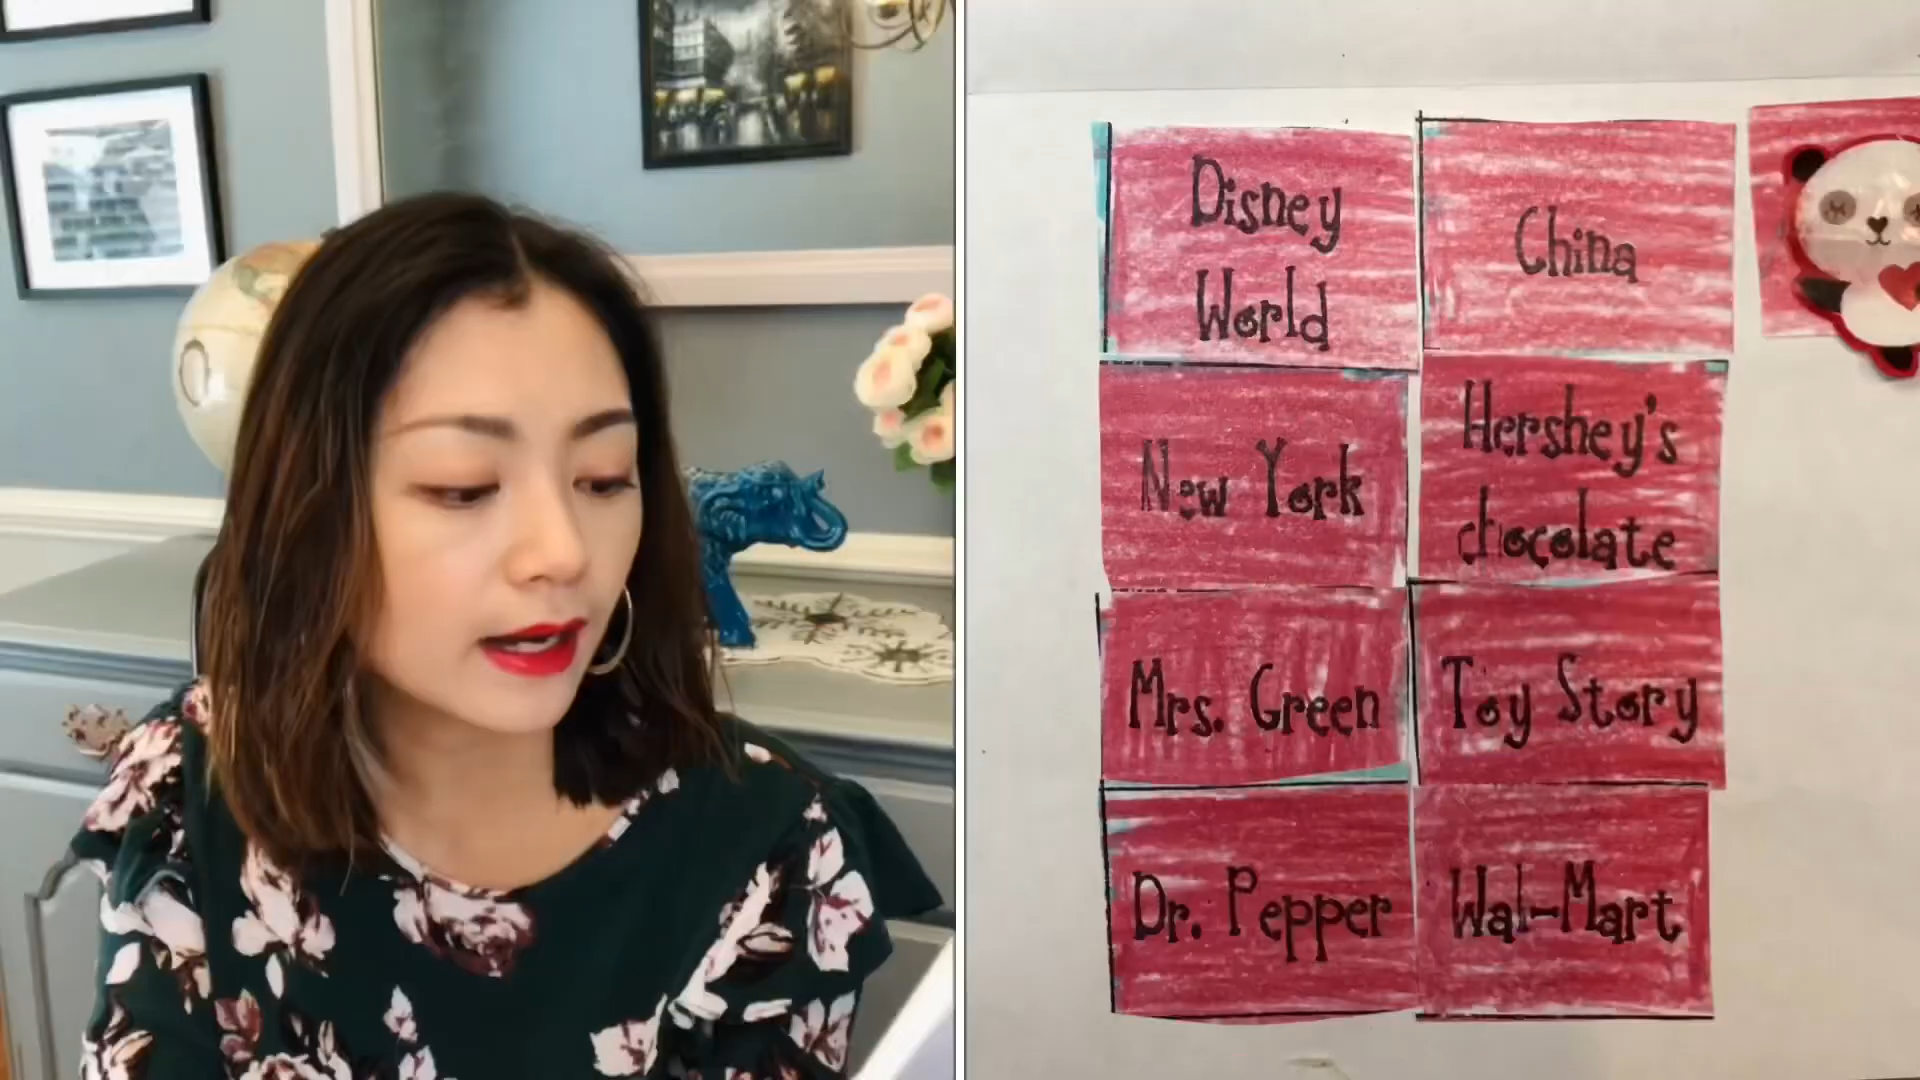 Disney
World
China
New York
Hershey's
chocolate
Mrs. Green
Toy Story
Dr. Pepper
Wal-Mart